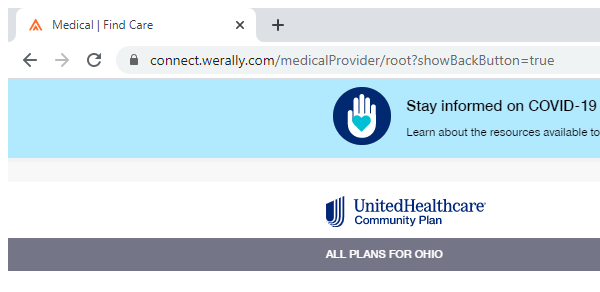 Medical | Find Care
connect.werally.com/medicalProvider/root?showBackButton=true
Stay informed on COVID-19
Learn about the resources available to
UnitedHealthcare
Community Plan
ALL PLANS FOR OHIO